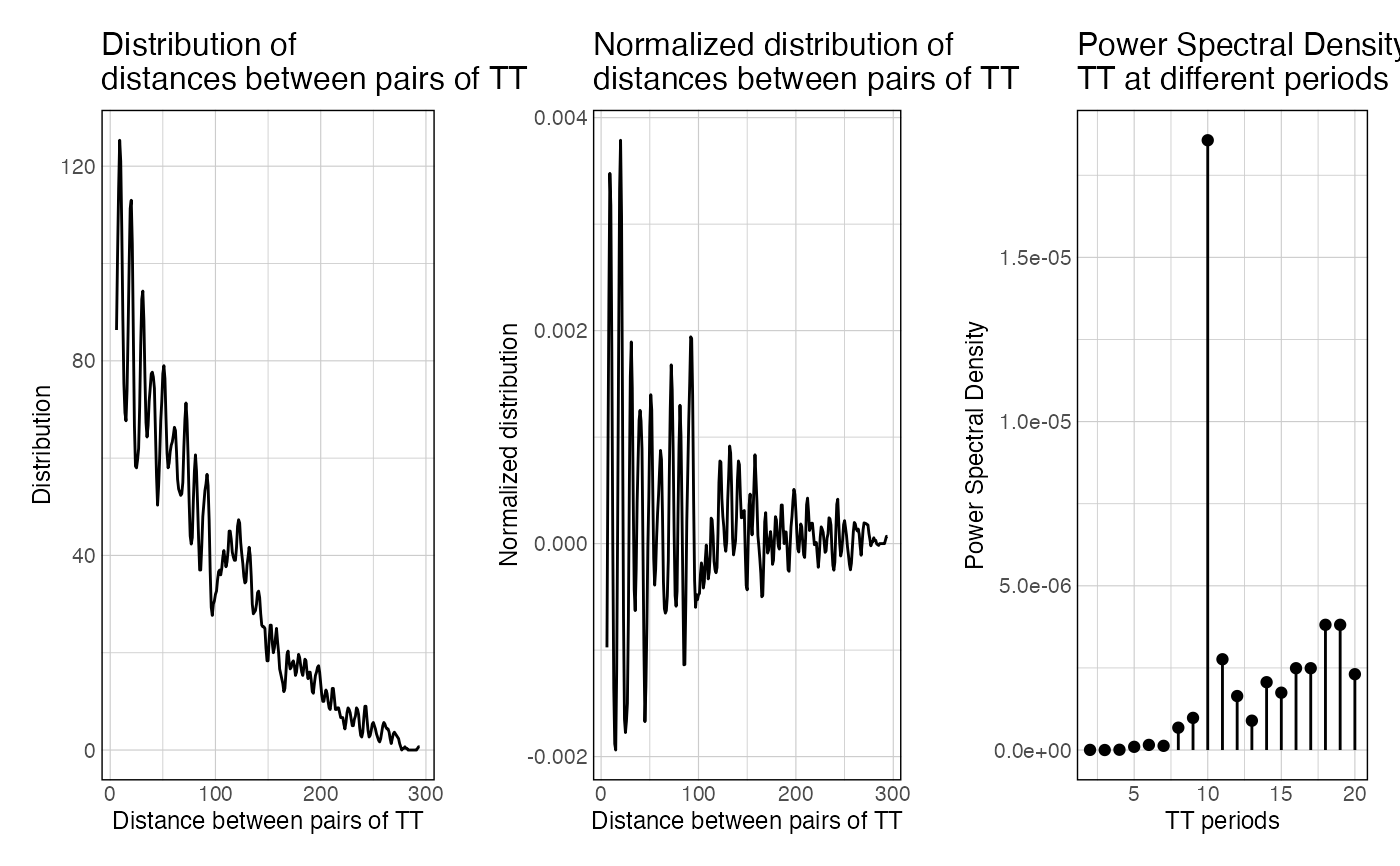 Distribution of
distances between pairs of TT
120
80
40
0
Distribution
0
100
200
300
Distance between pairs of TT
Normalized distribution of
distances between pairs of TT
0.004
0.002
0.000
-0.002
Normalized distribution
0
100
200
300
Distance between pairs of TT
Power Spectral Density
TT at different periods
1.5e-05
1.0e-05
5.0e-06
0.0e+00
Power Spectral Density
5
10
15
20
TT periods